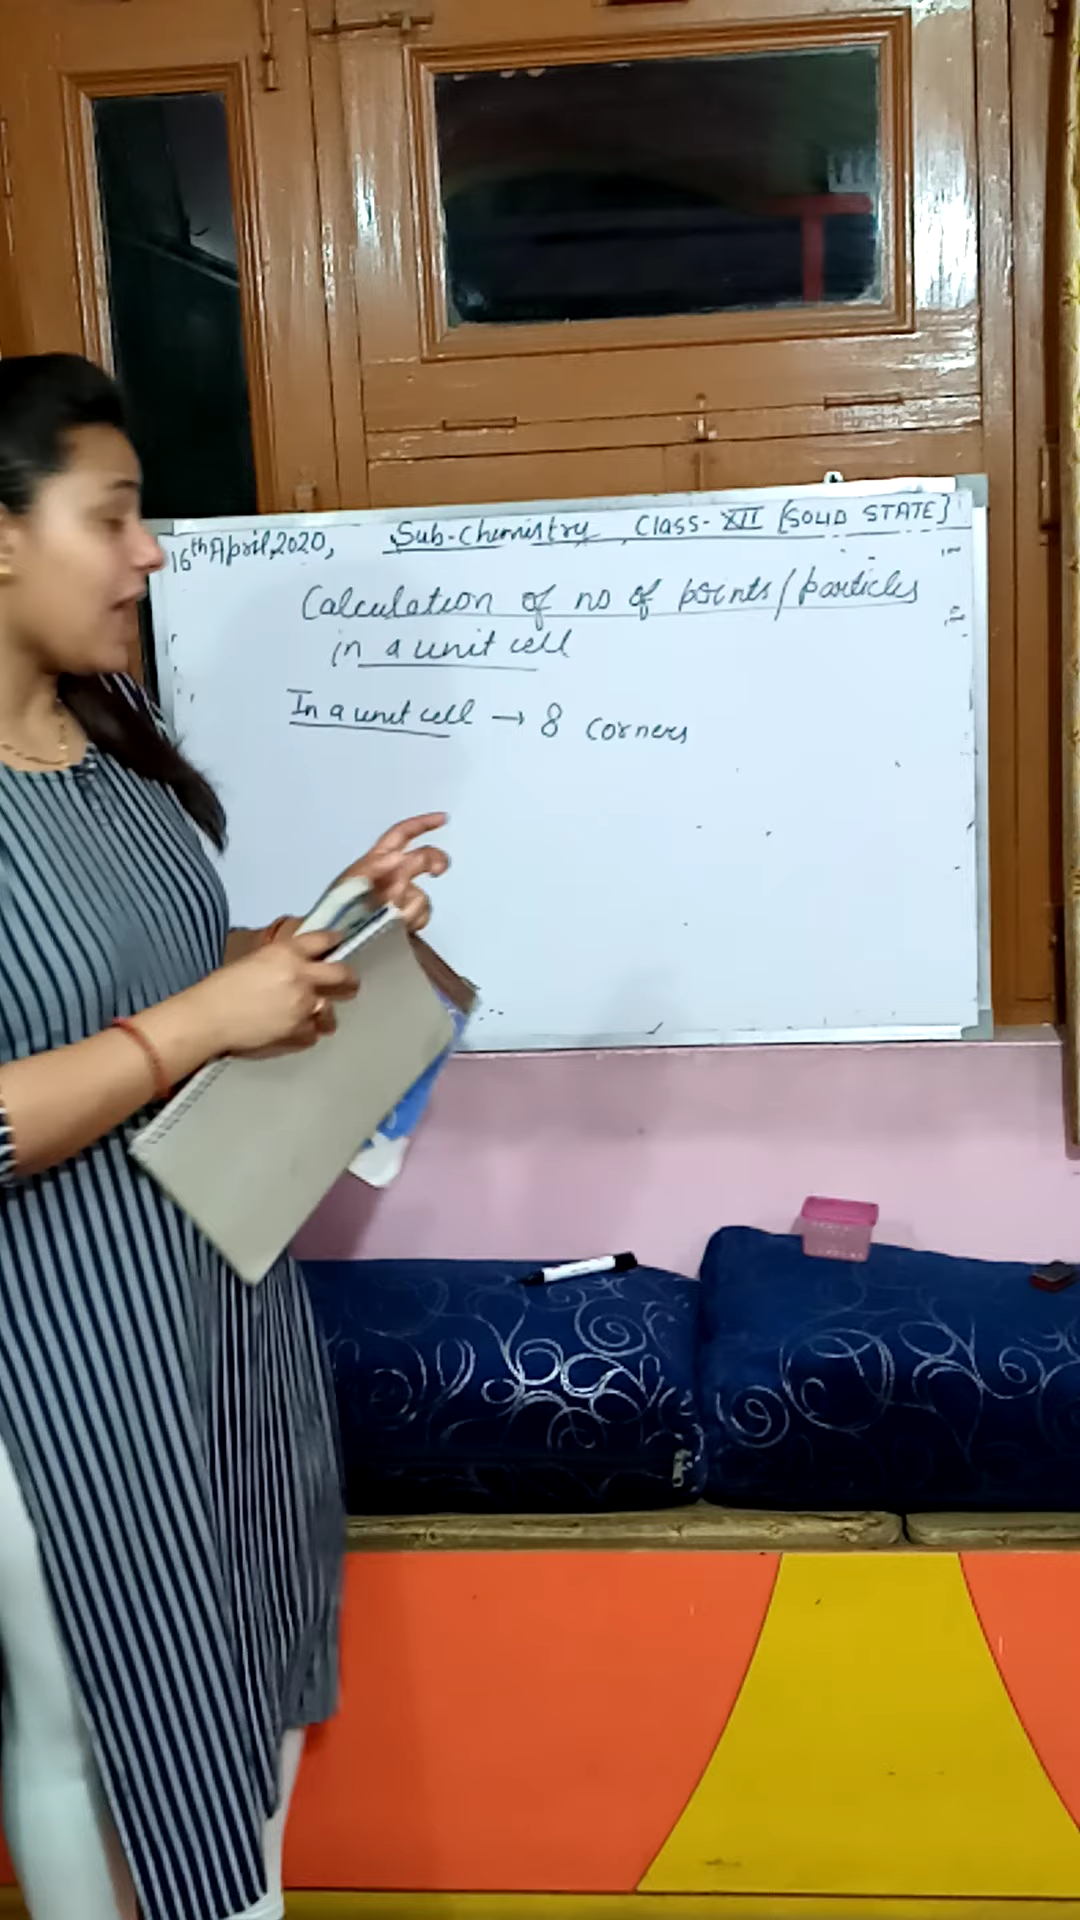 16th April, 2020, Sub-Chemistry, Class-XII [SOLID STATE]
Calculation of no of points/particles
in a unit cell
In a unit cell → 8 corners